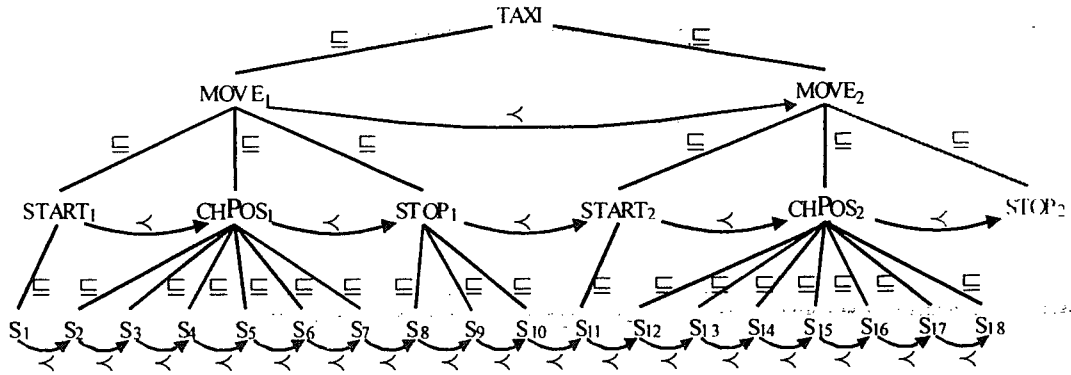 TAXI
⊑ ⊑
MOVE₁ MOVE₂
≺
⊑ ⊑ ⊑ ⊑ ⊑ ⊑
START₁ CHPOS₁ STOP₁ START₂ CHPOS₂ STOP₂
≺ ≺ ≺ ≺ ≺
⊑ ⊑ ⊑ ⊑ ⊑ ⊑ ⊑ ⊑ ⊑ ⊑ ⊑ ⊑ ⊑ ⊑ ⊑ ⊑ ⊑
S₁ S₂ S₃ S₄ S₅ S₆ S₇ S₈ S₉ S₁₀ S₁₁ S₁₂ S₁₃ S₁₄ S₁₅ S₁₆ S₁₇ S₁₈
≺ ≺ ≺ ≺ ≺ ≺ ≺ ≺ ≺ ≺ ≺ ≺ ≺ ≺ ≺ ≺ ≺